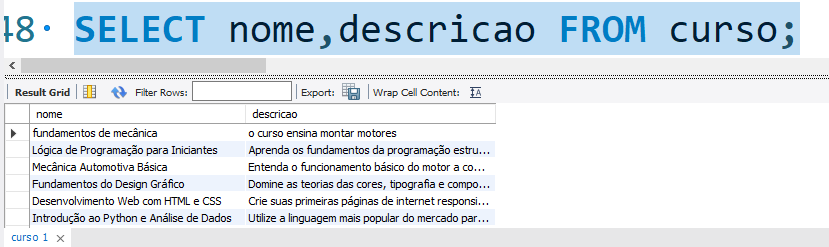 48 SELECT nome,descricao FROM curso;
Result Grid Filter Rows: Export: Wrap Cell Content: IA
nome descricao
fundamentos de mecânica o curso ensina montar motores
Lógica de Programação para Iniciantes Aprenda os fundamentos da programação estru...
Mecânica Automotiva Básica Entenda o funcionamento básico do motor a co...
Fundamentos do Design Gráfico Domine as teorias das cores, tipografia e compo...
Desenvolvimento Web com HTML e CSS Crie suas primeiras páginas de internet responsi...
Introdução ao Python e Análise de Dados Utilize a linguagem mais popular do mercado par...
curso 1